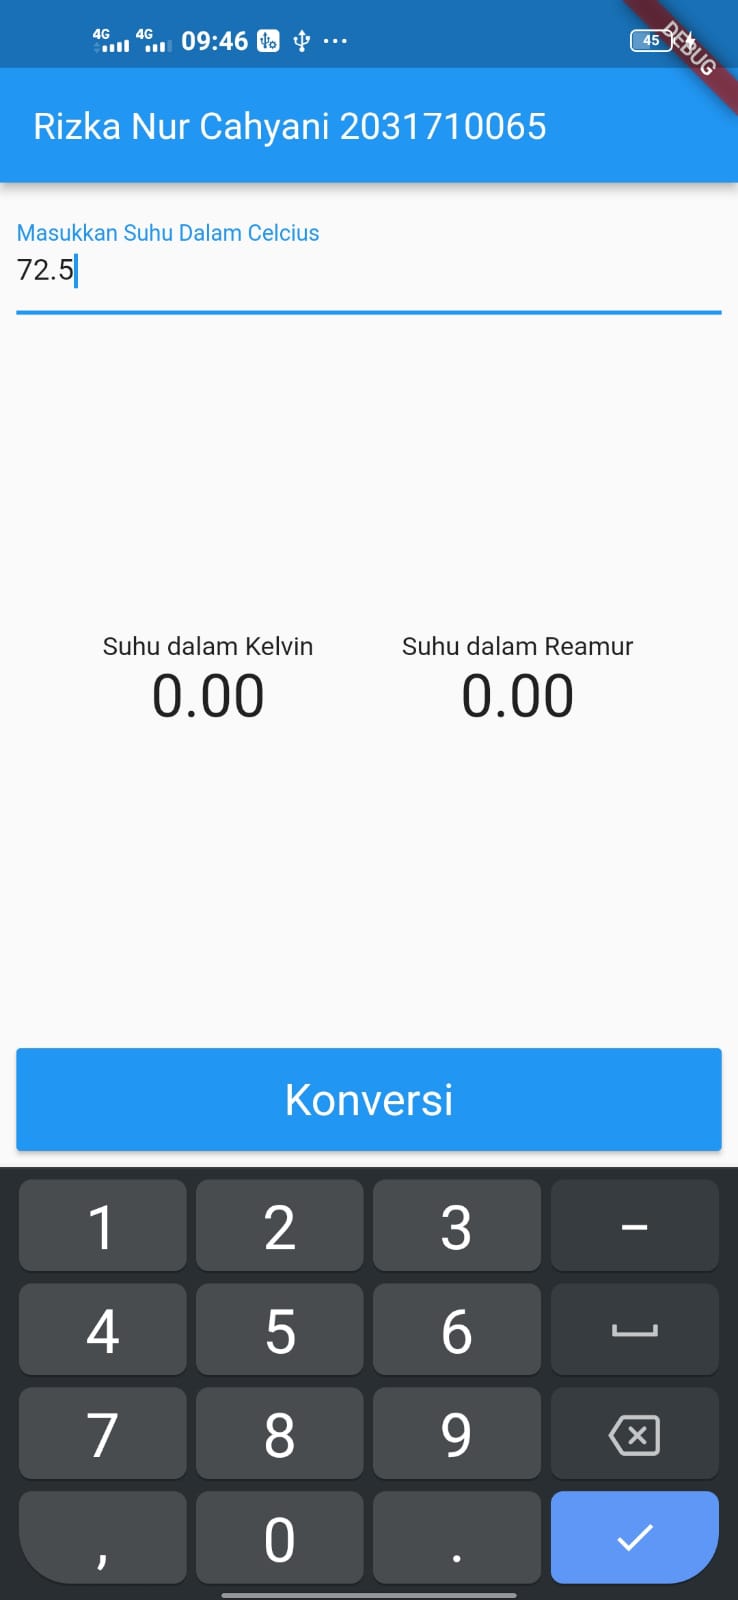 4G 4G 09:46 45
DEBUG
Rizka Nur Cahyani 2031710065
Masukkan Suhu Dalam Celcius
72.5
Suhu dalam Kelvin Suhu dalam Reamur
0.00 0.00
Konversi
1 2 3 -
4 5 6
7 8 9
, 0 .